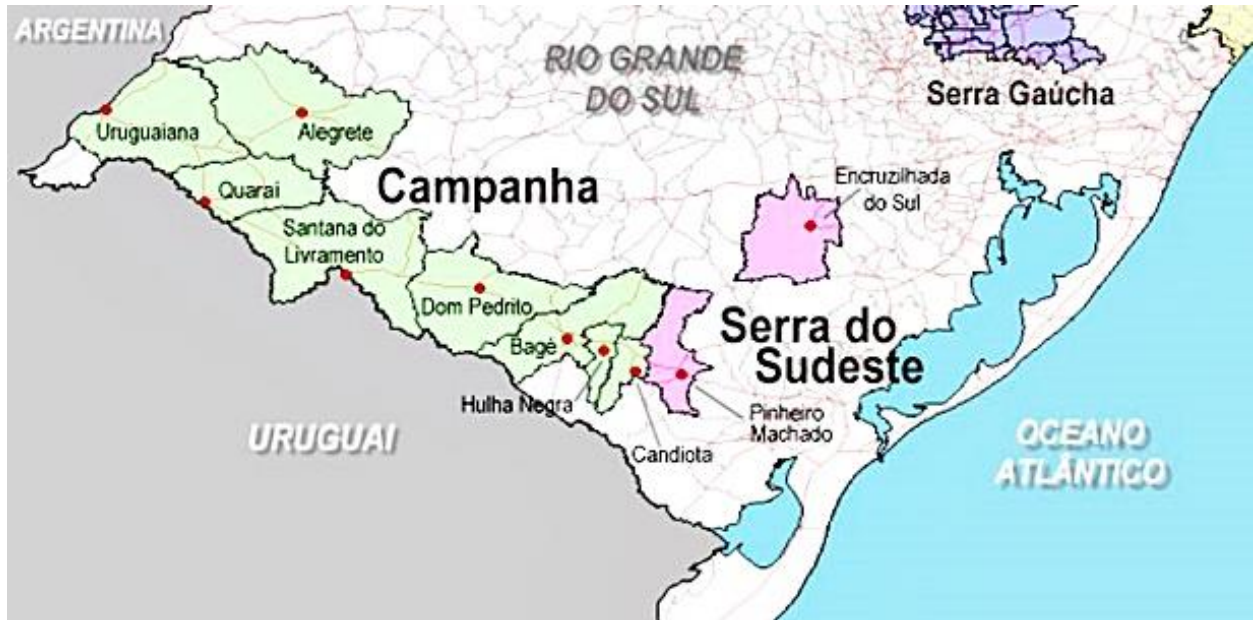 ARGENTINA
RIO GRANDE
DO SUL
Serra Gaúcha
Uruguaiana
Alegrete
Quarai
Campanha
Encruzilhada
do Sul
Santana do
Livramento
Dom Pedrito
Bagé
Serra do
Sudeste
Hulha Negra
Pinheiro
Machado
Candiota
URUGUAI
OCEANO
ATLÂNTICO